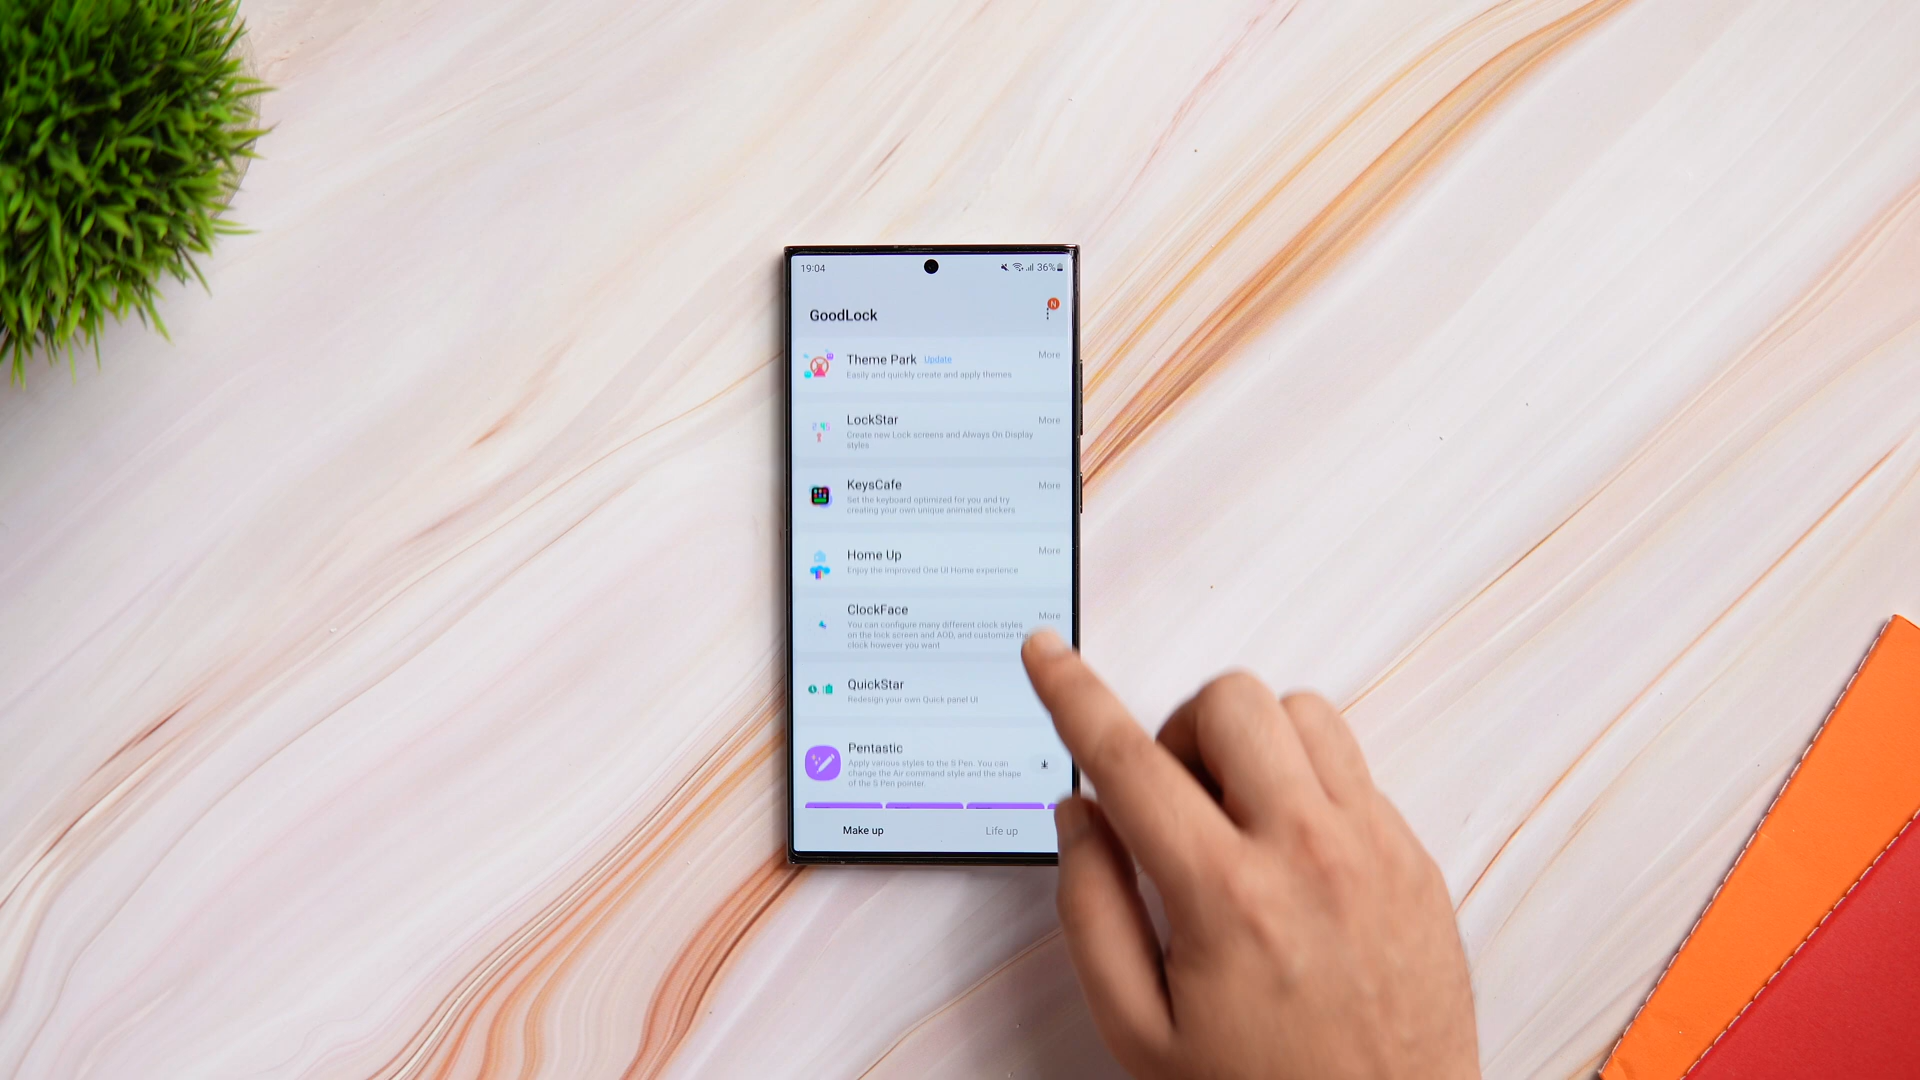 19:04
36%
N
GoodLock
Theme Park Update
More
Easily and quickly create and apply themes
LockStar
More
Create new Lock screens and Always On Display
styles
KeysCafe
More
Set the keyboard optimized for you and try
creating your own unique animated stickers
Home Up
More
Enjoy the improved One UI Home experience
ClockFace
More
You can configure many different clock styles
on the lock screen and AOD, and customize the
clock however you want
QuickStar
Redesign your own Quick panel UI
Pentastic
Apply various styles to the S Pen. You can
change the Air command style and the shape
of the S Pen pointer.
Make up
Life up